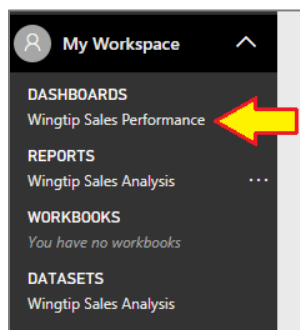 My Workspace
DASHBOARDS
Wingtip Sales Performance
REPORTS
Wingtip Sales Analysis ...
WORKBOOKS
You have no workbooks
DATASETS
Wingtip Sales Analysis